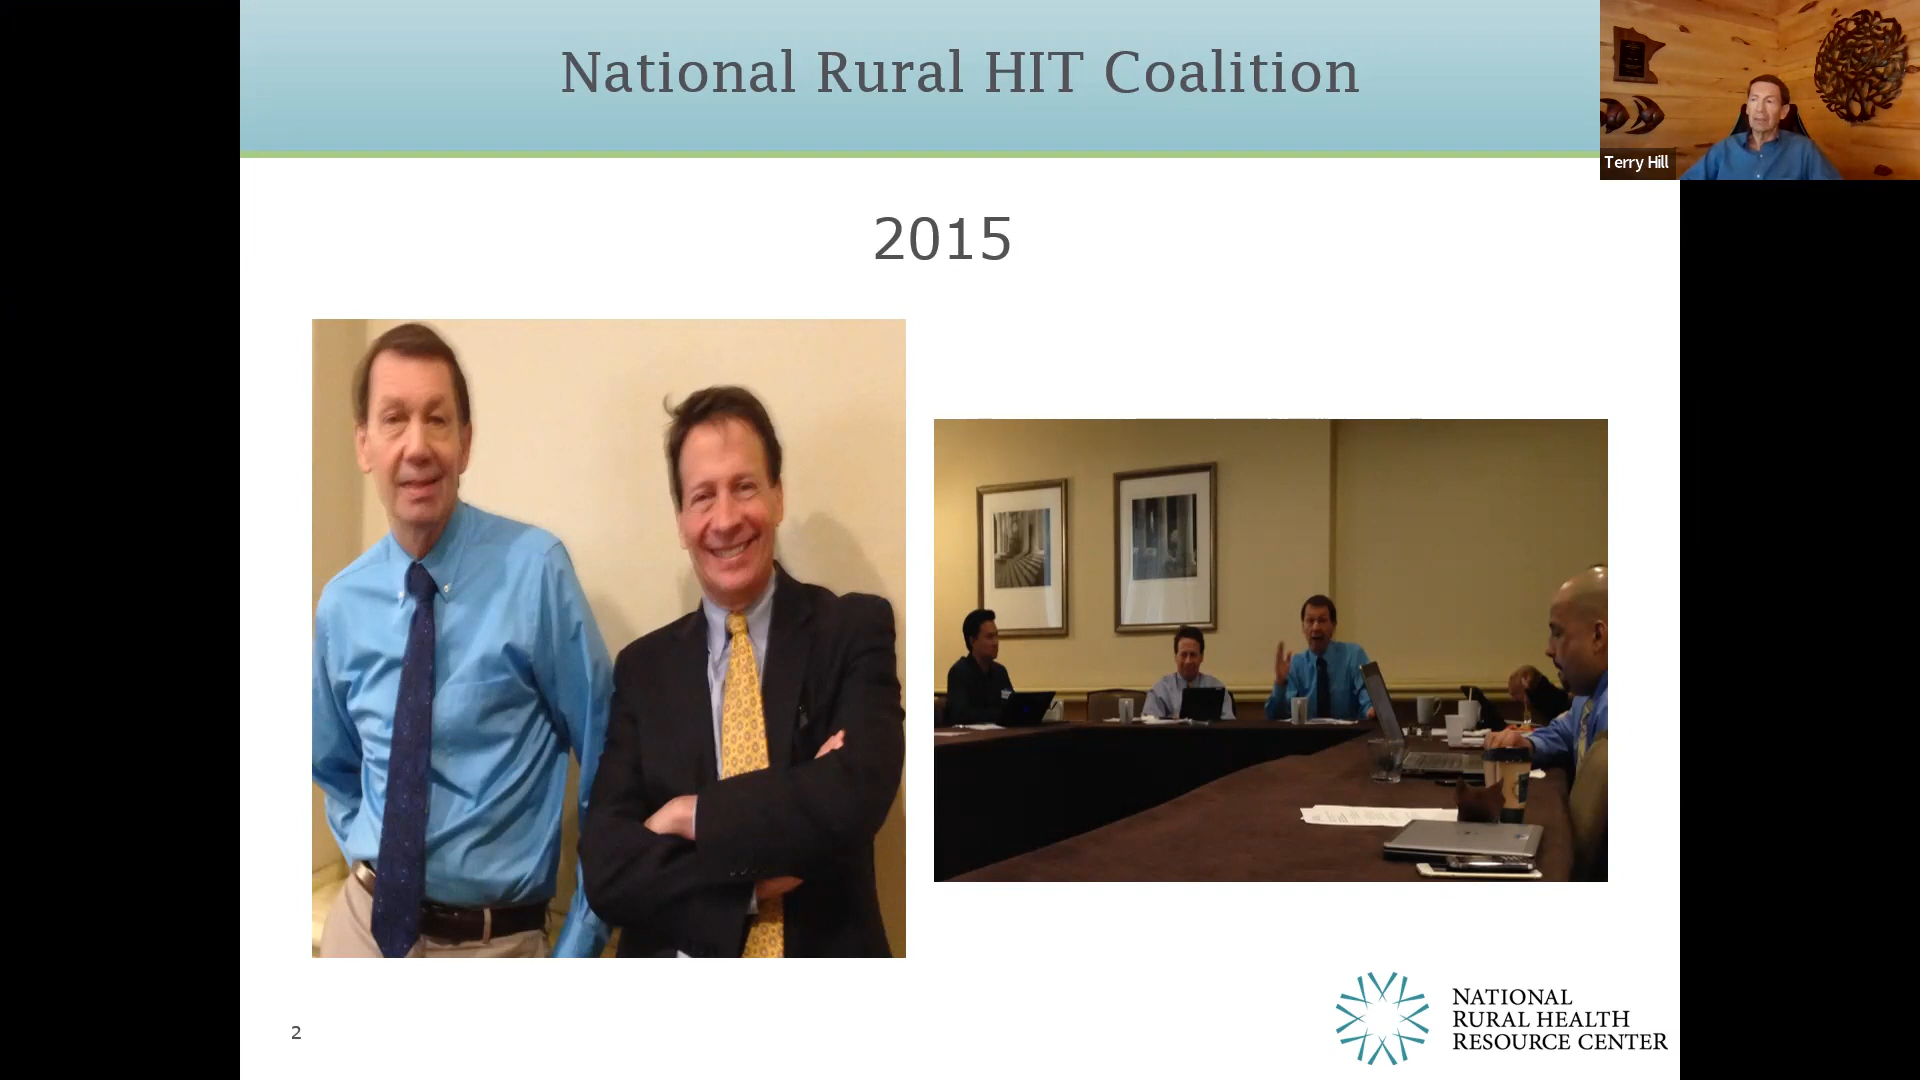 National Rural HIT Coalition
Terry Hill
2015
2
NATIONAL
RURAL HEALTH
RESOURCE CENTER